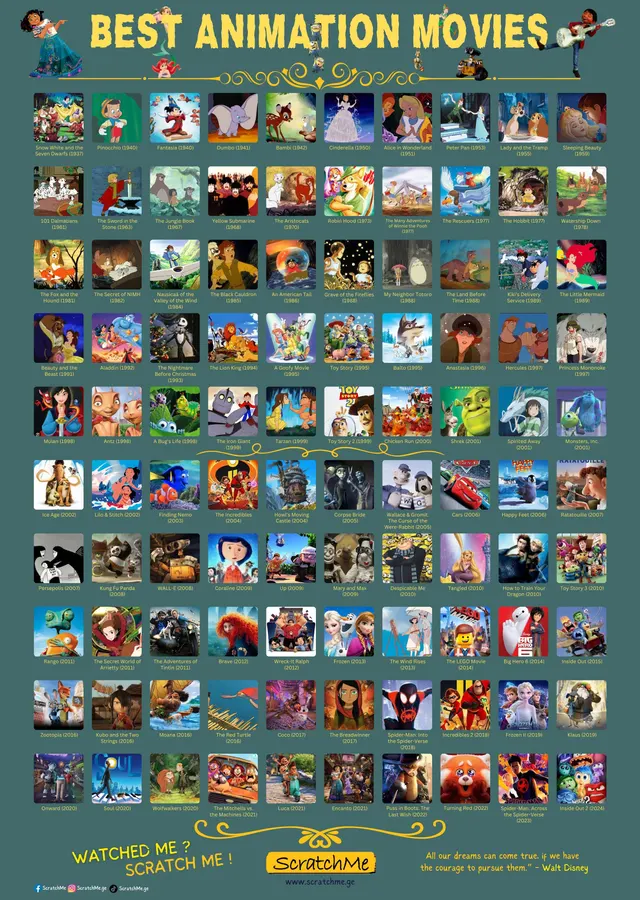 BEST ANIMATION MOVIES
Snow White and the Seven Dwarfs (1937)
Pinocchio (1940)
Fantasia (1940)
Dumbo (1941)
Bambi (1942)
Cinderella (1950)
Alice in Wonderland (1951)
Peter Pan (1953)
Lady and the Tramp (1955)
Sleeping Beauty (1959)
101 Dalmations (1961)
The Sword in the Stone (1963)
The Jungle Book (1967)
Yellow Submarine (1968)
The Aristocats (1970)
Robin Hood (1973)
The Many Adventures of Winnie the Pooh (1977)
The Rescuers (1977)
The Hobbit (1977)
Watership Down (1978)
The Fox and the Hound (1981)
The Secret of NIMH (1982)
Nausicaä of the Valley of the Wind (1984)
The Black Cauldron (1985)
An American Tail (1986)
Grave of the Fireflies (1988)
My Neighbor Totoro (1988)
The Land Before Time (1988)
Kiki's Delivery Service (1989)
The Little Mermaid (1989)
Beauty and the Beast (1991)
Aladdin (1992)
The Nightmare Before Christmas (1993)
The Lion King (1994)
A Goofy Movie (1995)
Toy Story (1995)
Balto (1995)
Anastasia (1998)
Hercules (1997)
Princess Mononoke (1997)
Mulan (1998)
Antz (1998)
A Bug's Life (1998)
The Iron Giant (1999)
Tarzan (1999)
TOY STORY 2
Toy Story 2 (1999)
Chicken Run (2000)
Shrek (2001)
Spirited Away (2001)
Monsters, Inc. (2001)
Ice Age (2002)
Lilo & Stitch (2002)
Finding Nemo (2003)
The Incredibles (2004)
Howl's Moving Castle (2004)
Corpse Bride (2005)
Wallace & Gromit: The Curse of the Were-Rabbit (2005)
Cars (2006)
Happy Feet (2006)
RATATOUILLE
Ratatouille (2007)
Persepolis (2007)
Kung Fu Panda (2008)
WALL-E (2008)
Coraline (2009)
Up (2009)
Mary and Max (2009)
Despicable Me (2010)
Tangled (2010)
How to Train Your Dragon (2010)
Toy Story 3 (2010)
Rango (2011)
The Secret World of Arrietty (2011)
The Adventures of Tintin (2011)
Brave (2012)
Wreck It Ralph (2012)
Frozen (2013)
The Wind Rises (2013)
The LEGO Movie (2014)
BIG HERO 6
Big Hero 6 (2014)
Inside Out (2015)
Zootopia (2016)
Kubo and the Two Strings (2016)
Moana (2016)
The Red Turtle (2016)
Coco (2017)
The Breadwinner (2017)
Spider-Man: Into the Spider-Verse (2018)
Incredibles 2 (2018)
Frozen II (2019)
Klaus (2019)
Onward (2020)
Soul (2020)
Wolfwalkers (2020)
The Mitchells vs. the Machines (2021)
Luca (2021)
Encanto (2021)
Puss in Boots: The Last Wish (2022)
Turning Red (2022)
Spider-Man: Across the Spider-Verse (2023)
Inside Out 2 (2024)
WATCHED ME ?
SCRATCH ME !
ScratchMe
www.scratchme.ge
All our dreams can come true, if we have
the courage to pursue them." - Walt Disney
ScratchMe ScratchMe.ge ScratchMe.ge